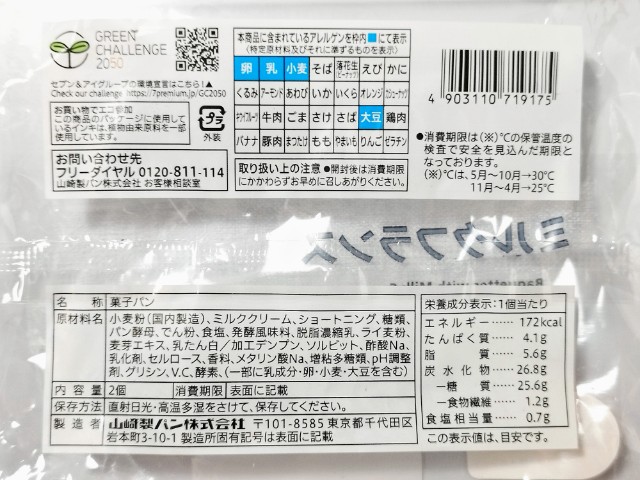 GREEN
CHALLENGE
2050
セブン&アイグループの環境宣言はこちら▲
Check our challenge https://7premium.jp/GC2050
お買い物でエコ参加
この商品のパッケージに使用して
いるインキは、植物由来原料を一部
使用しています。
プラ
外装
お問い合わせ先
フリーダイヤル 0120-811-114
山崎製パン株式会社 お客様相談室
本商品に含まれているアレルゲンを枠内■にて表示
(特定原材料及びそれに準ずるものを表示)
卵 乳 小麦 そば 落花生(ピーナッツ) えび かに
くるみ アーモンド あわび いか いくら オレンジ カシューナッツ
キウイフルーツ 牛肉 ごま さけ さば 大豆 鶏肉
バナナ 豚肉 まつたけ もも やまいも りんご ゼラチン
取り扱い上の注意 ●開封後は消費期限
にかかわらずお早めに召しあがりください。
4 903110 719175
●消費期限は(※)℃の保管温度の
検査で安全を見込んだ期限と
なっております。
(※)℃は、5月〜10月→30℃
11月〜4月→25℃
ミルクフランス
名称 菓子パン
原材料名 小麦粉(国内製造)、ミルククリーム、ショートニング、糖類、
パン酵母、でん粉、食塩、発酵風味料、脱脂濃縮乳、ライ麦粉、
麦芽エキス、乳たん白/加工デンプン、ソルビット、酢酸Na、
乳化剤、セルロース、香料、メタリン酸Na、増粘多糖類、pH調整
剤、グリシン、V.C、酵素、(一部に乳成分・卵・小麦・大豆を含む)
内容量 2個 消費期限 表面に記載
保存方法 直射日光・高温多湿をさけて、保存してください。
製造者 山崎製パン株式会社 〒101-8585 東京都千代田区
岩本町3-10-1 製造所固有記号は表面に記載
栄養成分表示:1個当たり
エネルギー…… 172kcal
たんぱく質…… 4.1g
脂質…… 5.6g
炭水化物…… 26.8g
ー糖質…… 25.6g
ー食物繊維…… 1.2g
食塩相当量…… 0.7g
この表示値は、目安です。